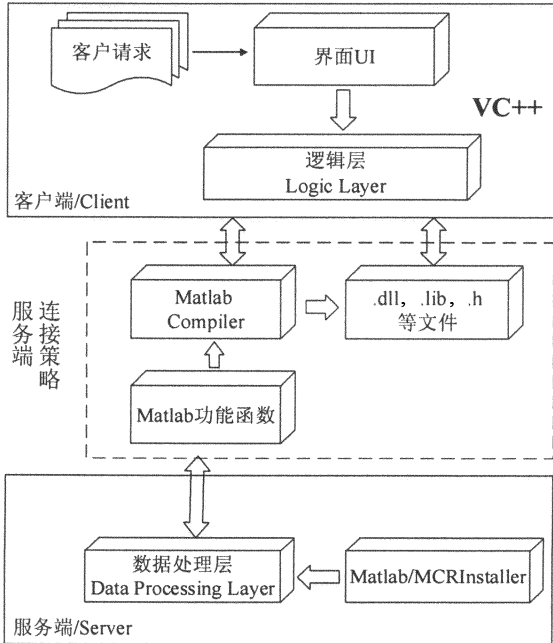 客户请求
界面UI
VC++
逻辑层
Logic Layer
客户端/Client
Matlab
Compiler
.dll, .lib, .h
等文件
服务端
连接策略
Matlab功能函数
数据处理层
Data Processing Layer
Matlab/MCRInstaller
服务端/Server